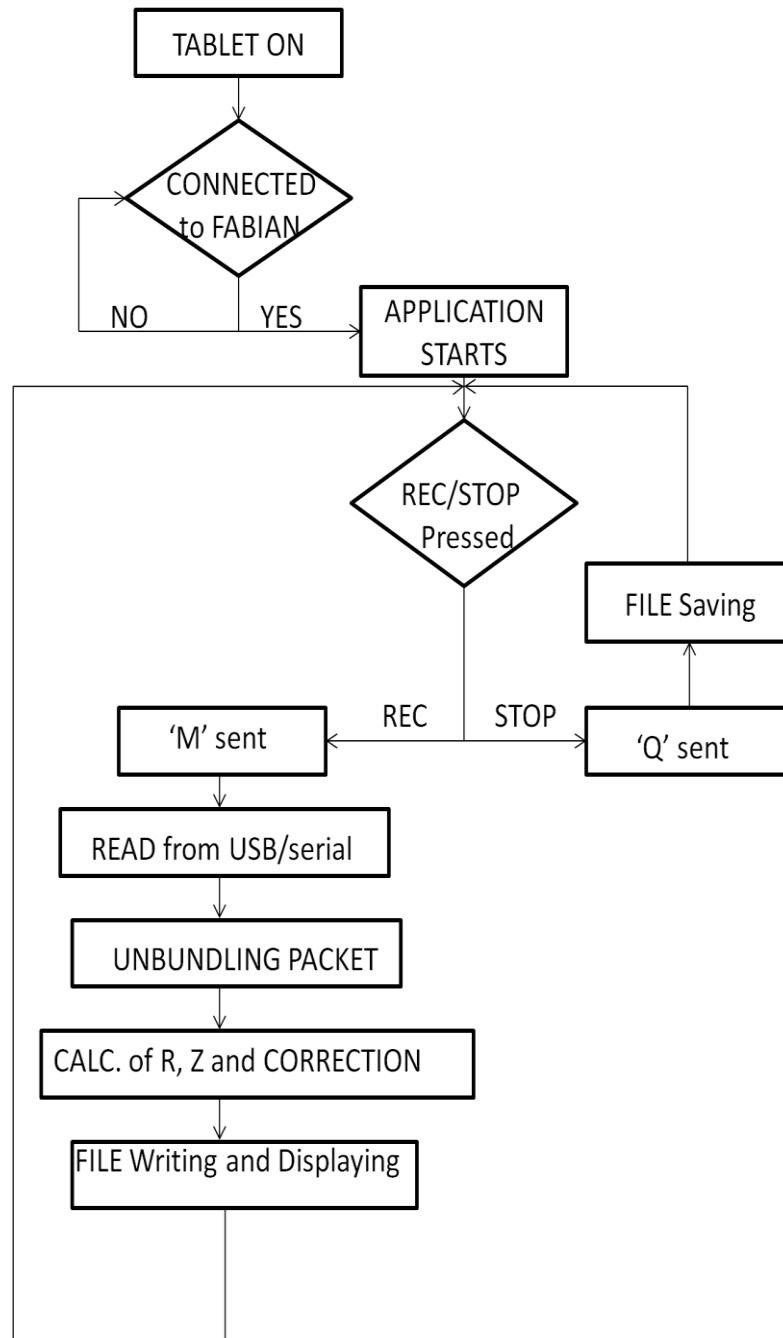 TABLET ON
CONNECTED
to FABIAN
NO
YES
APPLICATION
STARTS
REC/STOP
Pressed
FILE Saving
REC
STOP
‘M’ sent
‘Q’ sent
READ from USB/serial
UNBUNDLING PACKET
CALC. of R, Z and CORRECTION
FILE Writing and Displaying